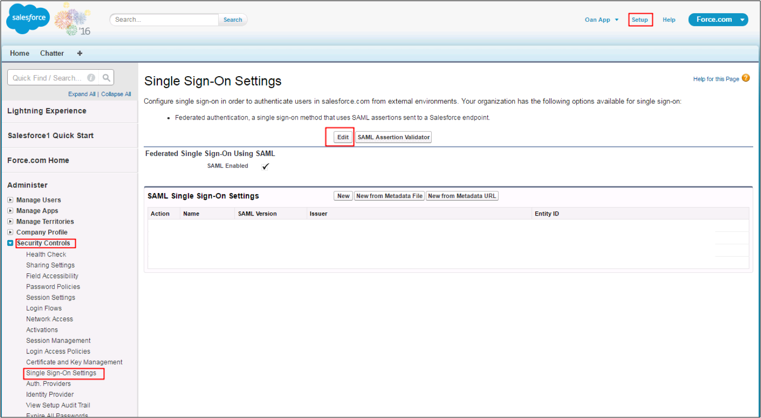 salesforce
'16
Search...
Search
Oan App
Setup
Help
Force.com
Home
Chatter
+
Quick Find / Search...
Expand All | Collapse All
Lightning Experience
Salesforce1 Quick Start
Force.com Home
Administer
Manage Users
Manage Apps
Manage Territories
Company Profile
Security Controls
Health Check
Sharing Settings
Field Accessibility
Password Policies
Session Settings
Login Flows
Network Access
Activations
Session Management
Login Access Policies
Certificate and Key Management
Single Sign-On Settings
Auth. Providers
Identity Provider
View Setup Audit Trail
Expire All Passwords
Single Sign-On Settings
Help for this Page ?
Configure single sign-on in order to authenticate users in salesforce.com from external environments. Your organization has the following options available for single sign-on:
• Federated authentication, a single sign-on method that uses SAML assertions sent to a Salesforce endpoint.
Edit
SAML Assertion Validator
Federated Single Sign-On Using SAML
SAML Enabled ✓
SAML Single Sign-On Settings
New
New from Metadata File
New from Metadata URL
Action
Name
SAML Version
Issuer
Entity ID